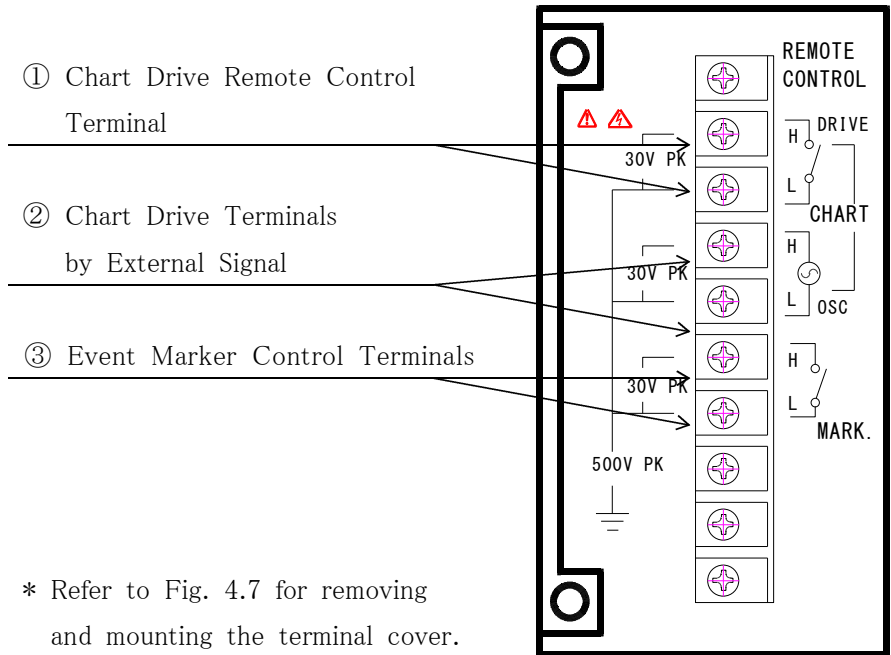 ① Chart Drive Remote Control
Terminal
② Chart Drive Terminals
by External Signal
③ Event Marker Control Terminals
* Refer to Fig. 4.7 for removing
and mounting the terminal cover.
REMOTE
CONTROL
30V PK
H
DRIVE
L
CHART
30V PK
H
L
OSC
30V PK
H
L
MARK.
500V PK